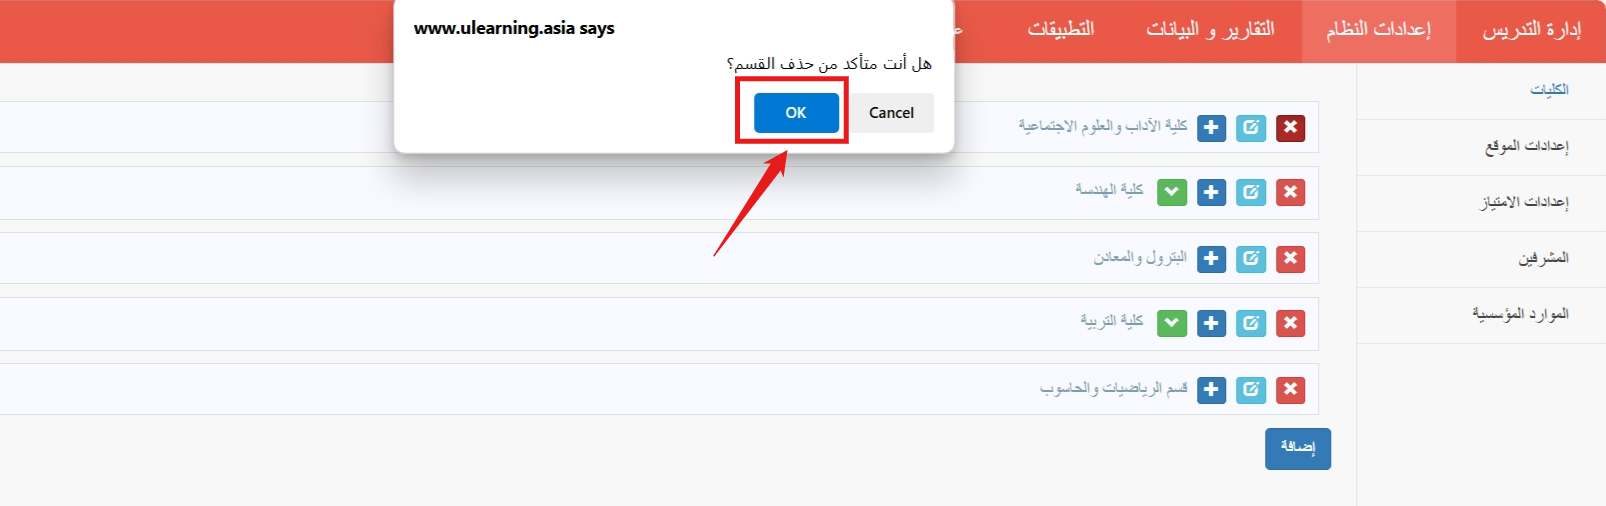 إدارة التدريس
إعدادات النظام
التقارير و البيانات
التطبيقات
www.ulearning.asia says
هل أنت متأكد من حذف القسم؟
OK
Cancel
الكليات
إعدادات الموقع
إعدادات الامتياز
المشرفين
الموارد المؤسسية
كلية الآداب والعلوم الاجتماعية
كلية الهندسة
البترول والمعادن
كلية التربية
قسم الرياضيات والحاسوب
إضافة